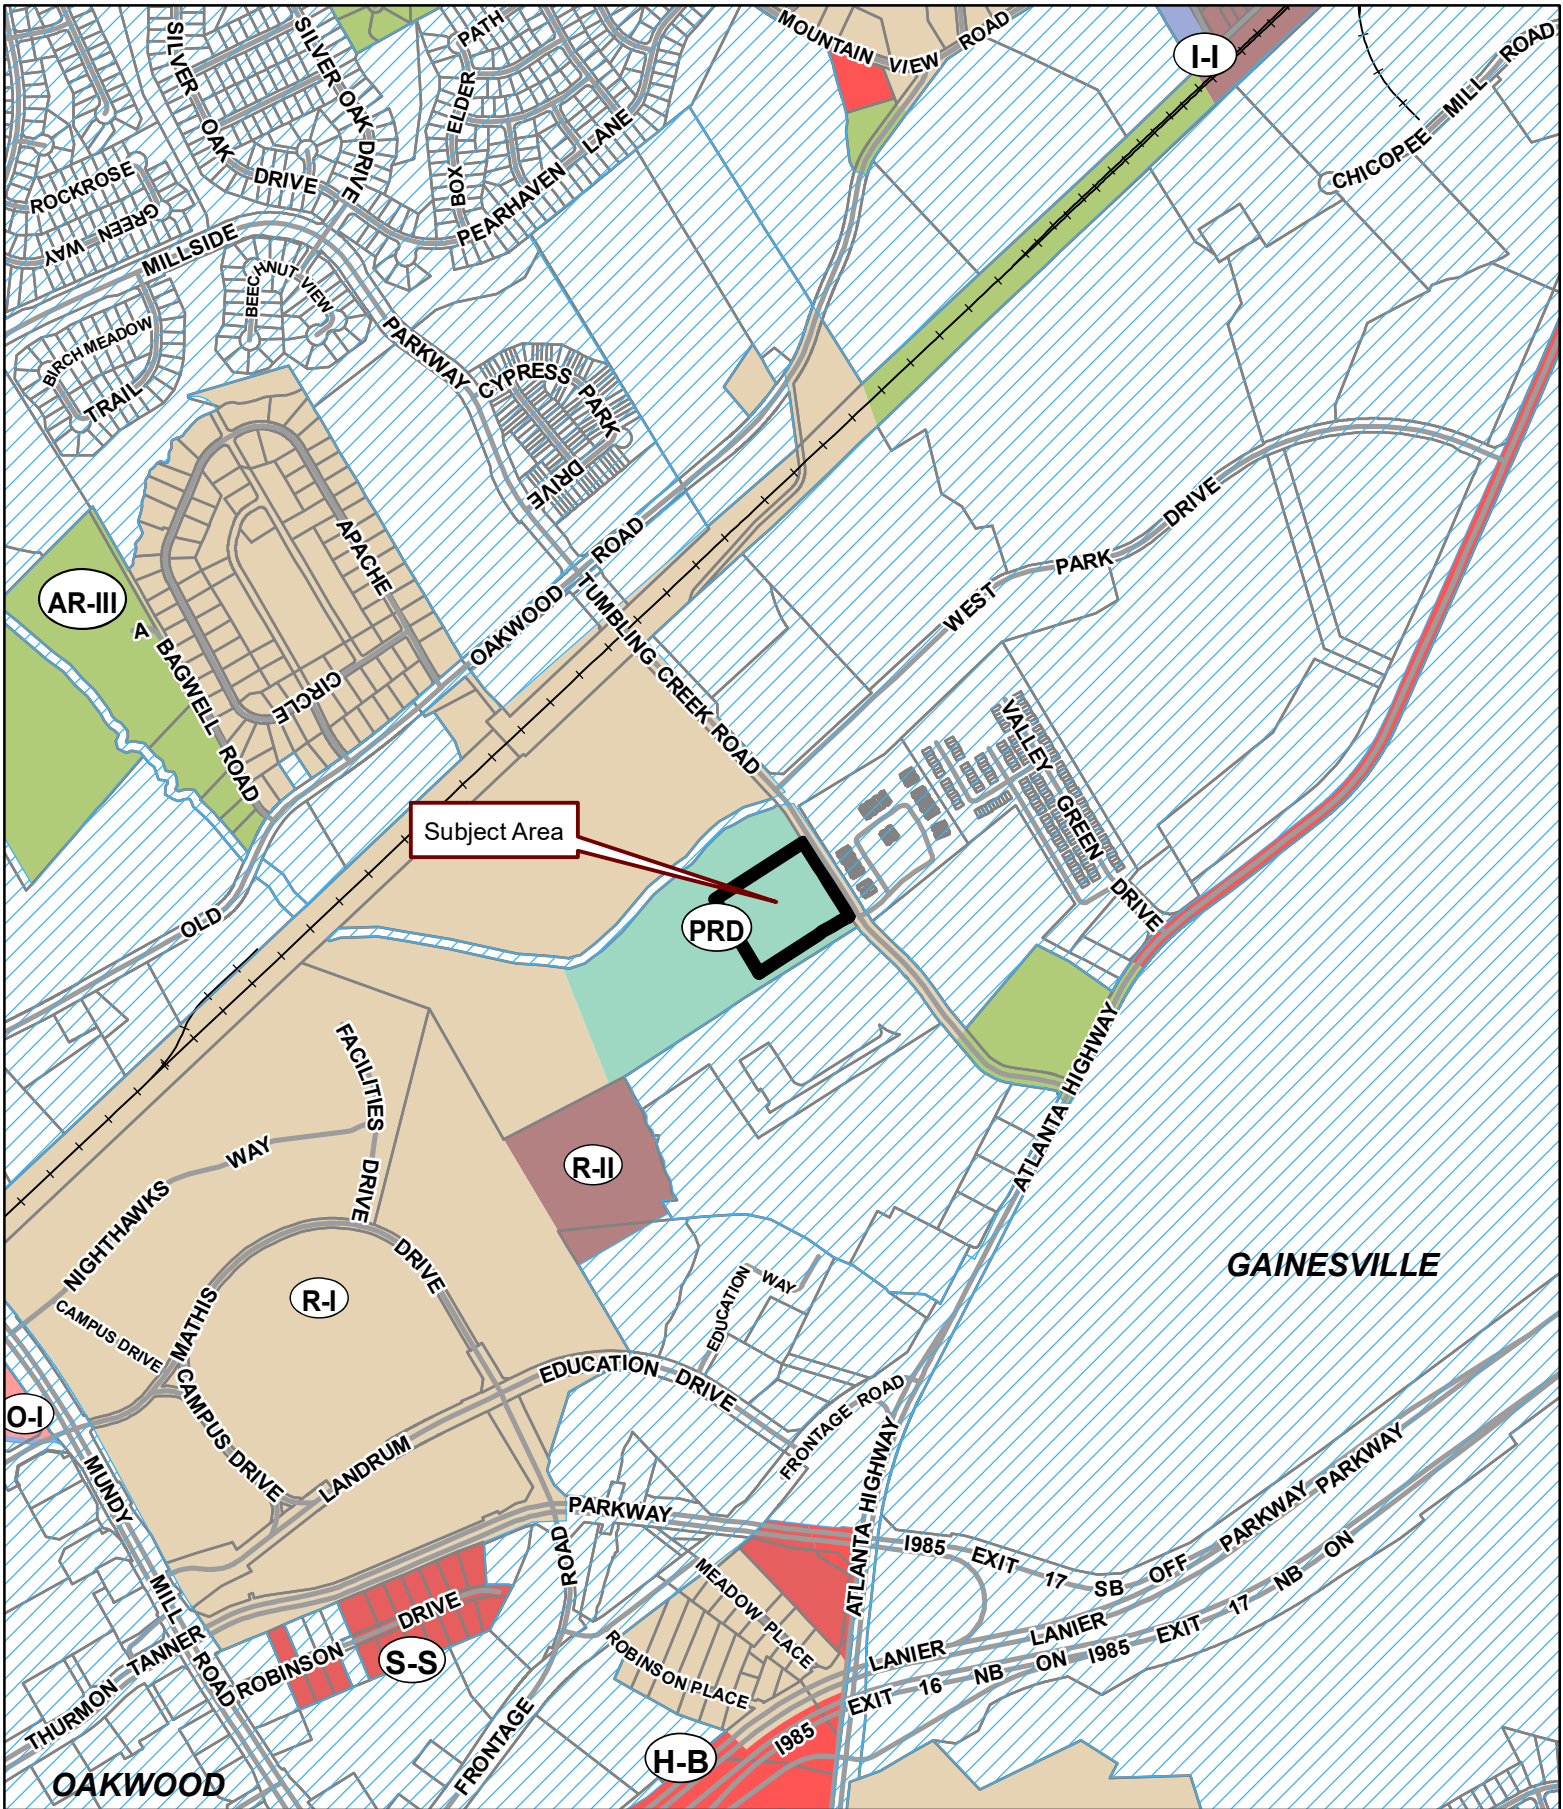 SILVER OAK DRIVE
SILVER OAK DRIVE
BOX ELDER PATH
MOUNTAIN VIEW ROAD
I-I
CHICOPEE MILL ROAD
ROCKROSE
GREEN WAY
PEARHAVEN LANE
MILLSIDE PARKWAY
BEECHNUT VIEW
BIRCH MEADOW TRAIL
CYPRESS PARK DRIVE
APACHE CIRCLE
AR-III
A BAGWELL ROAD
OLD OAKWOOD ROAD
TUMBLING CREEK ROAD
WEST PARK DRIVE
VALLEY GREEN DRIVE
Subject Area
PRD
ATLANTA HIGHWAY
FACILITIES DRIVE
NIGHTHAWKS WAY
R-II
GAINESVILLE
MATHIS DRIVE
R-I
CAMPUS DRIVE
CAMPUS DRIVE
EDUCATION WAY
LANDRUM EDUCATION DRIVE
FRONTAGE ROAD
O-I
MUNDY MILL ROAD
ATLANTA HIGHWAY
PARKWAY
I985 EXIT 17 SB OFF PARKWAY
PARKWAY
ROAD
MEADOW PLACE
THURMON TANNER
ROBINSON DRIVE
S-S
ROBINSON PLACE
LANIER
LANIER
EXIT 16 NB ON I985 EXIT 17 NB ON
I985
H-B
FRONTAGE
OAKWOOD